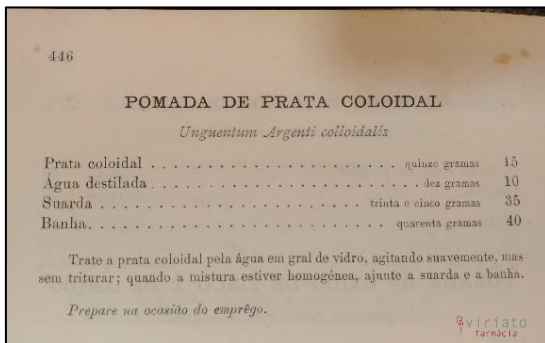 446
POMADA DE PRATA COLOIDAL
Unguentum Argenti colloidalis
Prata coloidal . . . . . . . . . . . . . . . . . . . . . . . . quinze gramas 15
Água destilada . . . . . . . . . . . . . . . . . . . . . . . . dez gramas 10
Suarda . . . . . . . . . . . . . . . . . . . . . . . . trinta e cinco gramas 35
Banha. . . . . . . . . . . . . . . . . . . . . . . . quarenta gramas 40
Trate a prata coloidal pela água em gral de vidro, agitando suavemente, mas
sem triturar; quando a mistura estiver homogénea, ajunte a suarda e a banha.
Prepare na ocasião do emprêgo.
viriato
farmácia